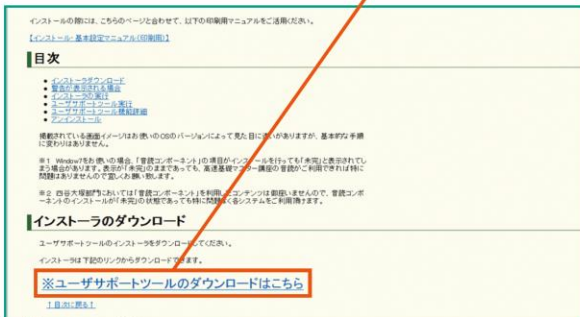 インストールの際には、こちらのページと合わせて、以下の印刷用マニュアルをご活用ください。
【インストール・基本設定マニュアル(印刷用)】
目次
インストーラダウンロード
警告が表示される場合
インストーラの実行
ユーザサポートツール実行
ユーザサポートツール機能詳細
アンインストール
掲載されている画面イメージはお使いのOSのバージョンによって見た目に違いがありますが、基本的な手順
に変わりはありません。
※1 Window7をお使いの場合、「音読コンポーネント」の項目がインストールを行っても「未完」と表示されてし
まう場合があります。表示が「未完」のままであっても、高速基礎マスター講座の音読がご利用できれば特に
問題はありませんので宜しくお願い致します。
※2 四谷大塚部門においては「音読コンポーネント」を利用したコンテンツは御座いませんので、音読コンポ
ーネントのインストールが「未完」の状態であっても特に問題なく各システムをご利用頂けます。
インストーラのダウンロード
ユーザサポートツールのインストーラをダウンロードしてください。
インストーラは下記のリンクからダウンロードできます。
※ユーザサポートツールのダウンロードはこちら
↑目次に戻る↑